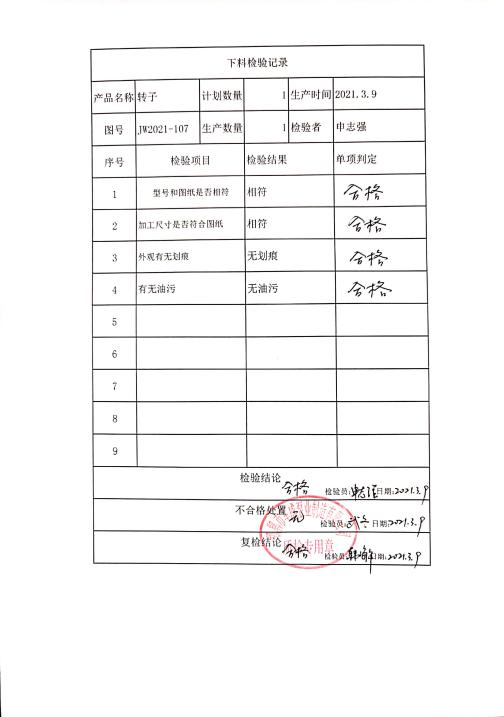 下料检验记录
产品名称 转子 计划数量 1 生产时间 2021.3.9
图号 JW2021-107 生产数量 1 检验者 申志强
序号 检验项目 检验结果 单项判定
1 型号和图纸是否相符 相符 合格
2 加工尺寸是否符合图纸 相符 合格
3 外观有无划痕 无划痕 合格
4 有无油污 无油污 合格
5
6
7
8
9
检验结论
合格 检验员: 日期:2021.3.9
不合格处置
无 检验员: 日期:2021.3.9
复检结论
合格 检验员: 日期:2021.3.9
质检专用章